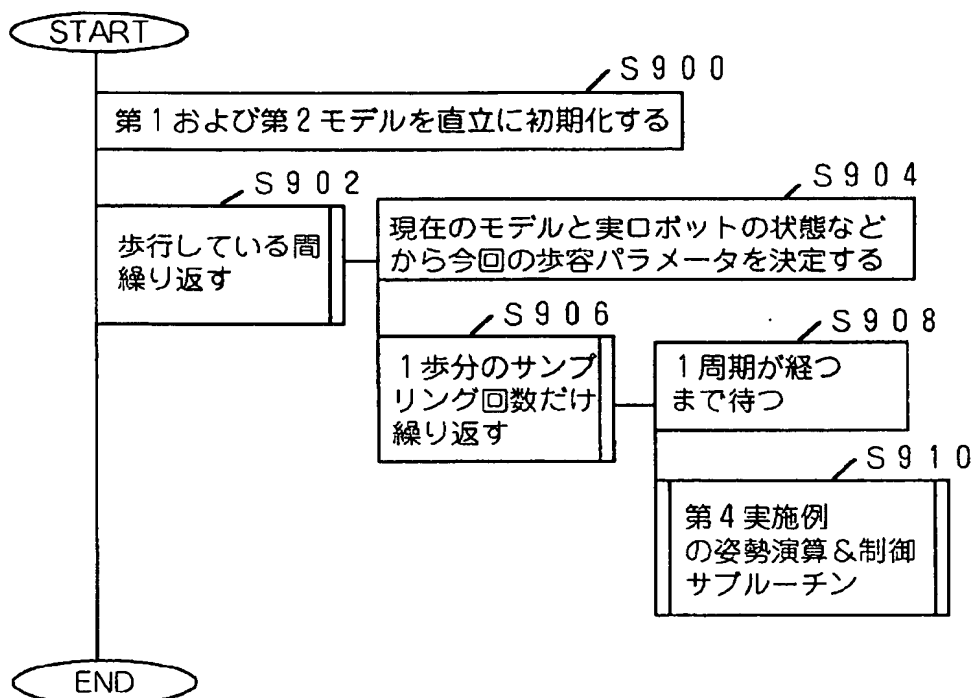 START
S900
第1および第2モデルを直立に初期化する
S902
歩行している間
繰り返す
S904
現在のモデルと実ロボットの状態など
から今回の歩容パラメータを決定する
S906
1歩分のサンプ
リング回数だけ
繰り返す
S908
1周期が経つ
まで待つ
S910
第4実施例
の姿勢演算&制御
サブルーチン
END